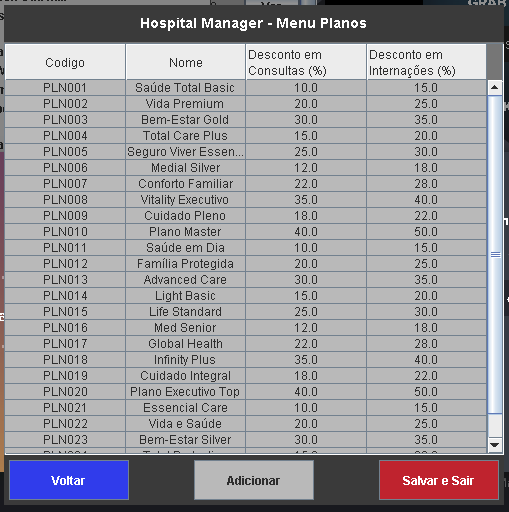 GRAB
Hospital Manager - Menu Planos
Codigo Nome Desconto em Consultas (%) Desconto em Internações (%)
PLN001 Saúde Total Basic 10.0 15.0
PLN002 Vida Premium 20.0 25.0
PLN003 Bem-Estar Gold 30.0 35.0
PLN004 Total Care Plus 15.0 20.0
PLN005 Seguro Viver Essen... 25.0 30.0
PLN006 Medial Silver 12.0 18.0
PLN007 Conforto Familiar 22.0 28.0
PLN008 Vitality Executivo 35.0 40.0
PLN009 Cuidado Pleno 18.0 22.0
PLN010 Plano Master 40.0 50.0
PLN011 Saúde em Dia 10.0 15.0
PLN012 Família Protegida 20.0 25.0
PLN013 Advanced Care 30.0 35.0
PLN014 Light Basic 15.0 20.0
PLN015 Life Standard 25.0 30.0
PLN016 Med Senior 12.0 18.0
PLN017 Global Health 22.0 28.0
PLN018 Infinity Plus 35.0 40.0
PLN019 Cuidado Integral 18.0 22.0
PLN020 Plano Executivo Top 40.0 50.0
PLN021 Essencial Care 10.0 15.0
PLN022 Vida e Saúde 20.0 25.0
PLN023 Bem-Estar Silver 30.0 35.0
Voltar Adicionar Salvar e Sair